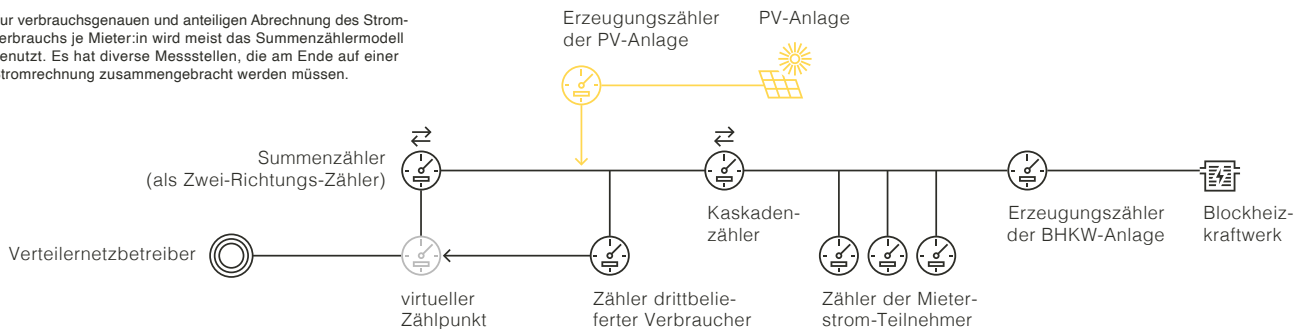 ur verbrauchsgenauen und anteiligen Abrechnung des Strom-
erbrauchs je Mieter:in wird meist das Summenzählermodell
enutzt. Es hat diverse Messstellen, die am Ende auf einer
tromrechnung zusammengebracht werden müssen.
Erzeugungszähler
der PV-Anlage
PV-Anlage
Summenzähler
(als Zwei-Richtungs-Zähler)
Kaskaden-
zähler
Erzeugungszähler
der BHKW-Anlage
Blockheiz-
kraftwerk
Verteilernetzbetreiber
virtueller
Zählpunkt
Zähler drittbelie-
ferter Verbraucher
Zähler der Mieter-
strom-Teilnehmer